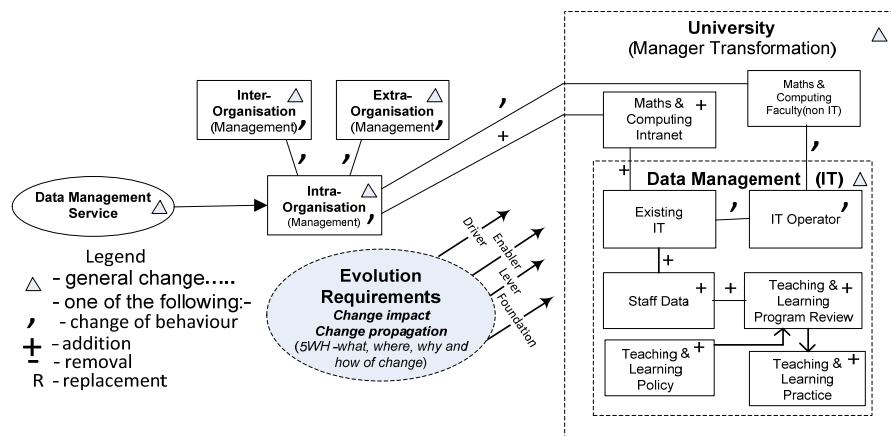 University
(Manager Transformation)
Inter-
Organisation
(Management) ,
Extra-
Organisation
(Management ,
,
+
Maths &
Computing
Intranet
+
Maths &
Computing
Faculty(non IT)
,
,
,
+
,
Data Management (IT)
Data Management
Service
Intra-
Organisation
(Management) ,
Existing
IT
,
IT Operator ,
+
Legend
- general change.....
- one of the following:-
, - change of behaviour
+ - addition
- - removal
R - replacement
Evolution
Requirements
Change impact
Change propagation
(5WH -what, where, why and
how of change)
Driver
Enabler
Lever
Foundation
Staff Data +
+
Teaching & +
Learning
Program Review
Teaching & +
Learning
Policy
Teaching & +
Learning
Practice